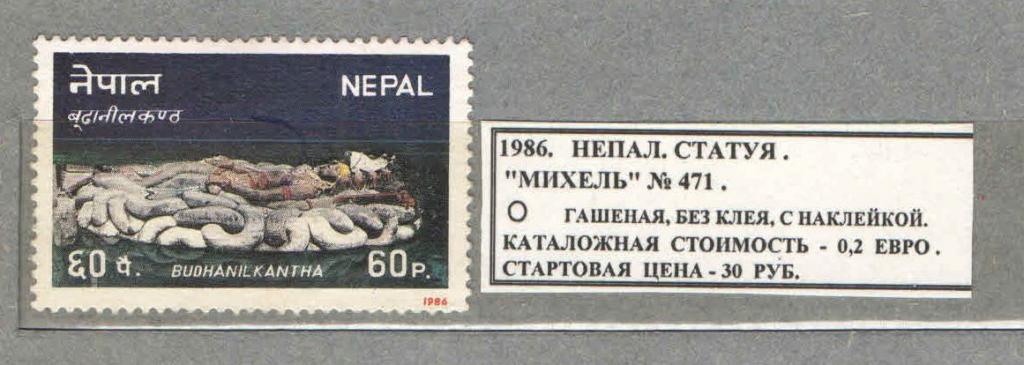 नेपाल NEPAL
बूढानीलकण्ठ
६० पै. BUDHANILKANTHA 60 P.
1986
1986. НЕПАЛ. СТАТУЯ.
"МИХЕЛЬ" № 471.
О ГАШЕНАЯ, БЕЗ КЛЕЯ, С НАКЛЕЙКОЙ.
КАТАЛОЖНАЯ СТОИМОСТЬ - 0,2 ЕВРО.
СТАРТОВАЯ ЦЕНА - 30 РУБ.